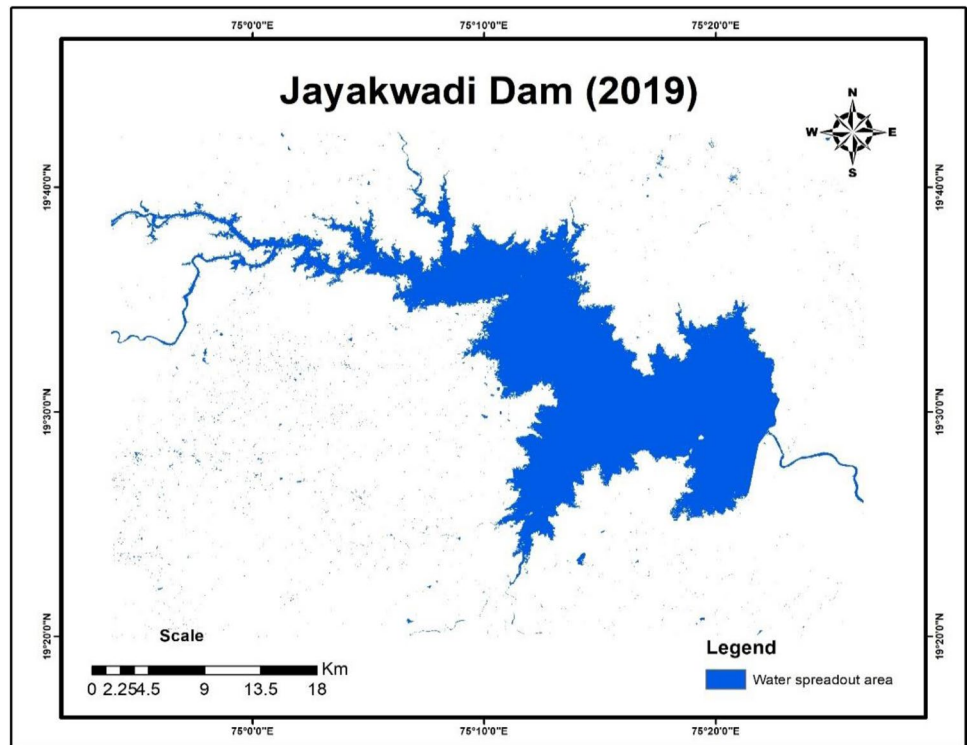 75°0'0"E 75°10'0"E 75°20'0"E
Jayakwadi Dam (2019)
N
W E
S
19°40'0"N 19°40'0"N
19°30'0"N 19°30'0"N
19°20'0"N 19°20'0"N
Scale
Km
0 2.254.5 9 13.5 18
Legend
Water spreadout area
75°0'0"E 75°10'0"E 75°20'0"E